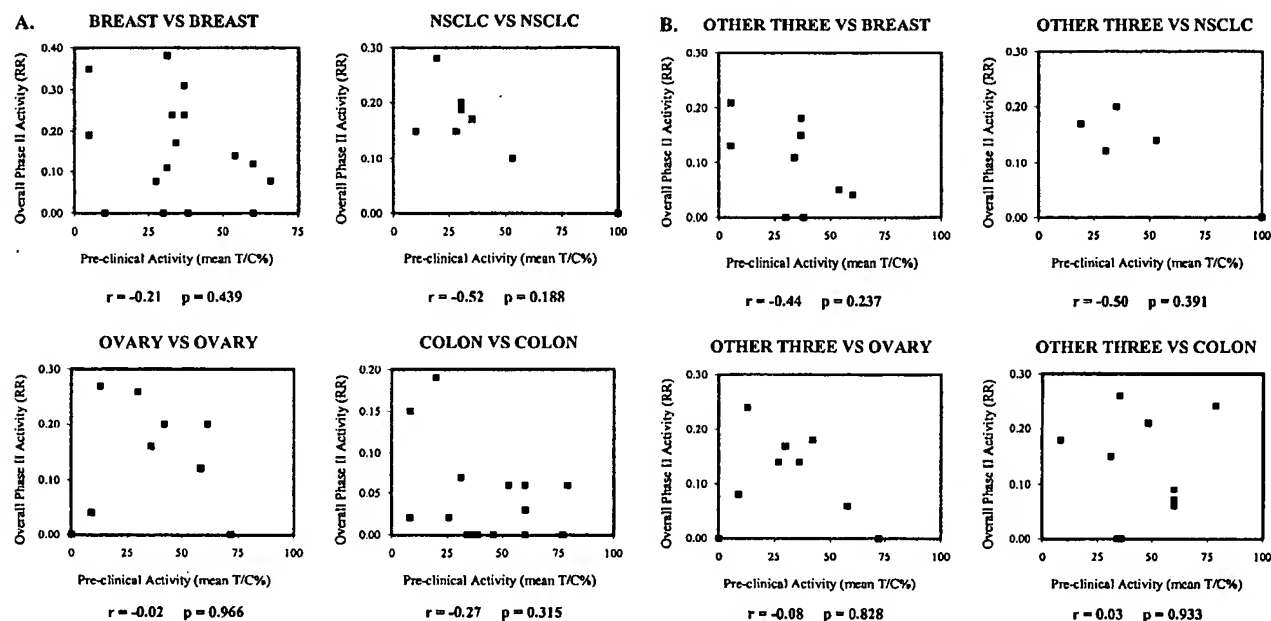 A.
BREAST VS BREAST
Overall Phase II Activity (RR)
0.40
0.30
0.20
0.10
0.00
0
25
50
75
Pre-clinical Activity (mean T/C%)
r = -0.21 p = 0.439
NSCLC VS NSCLC
Overall Phase II Activity (RR)
0.30
0.20
0.10
0.00
0
25
50
75
100
Pre-clinical Activity (mean T/C%)
r = -0.52 p = 0.188
OVARY VS OVARY
Overall Phase II Activity (RR)
0.30
0.20
0.10
0.00
0
25
50
75
100
Pre-clinical Activity (mean T/C%)
r = -0.02 p = 0.966
COLON VS COLON
Overall Phase II Activity (RR)
0.20
0.15
0.10
0.05
0.00
0
25
50
75
100
Pre-clinical Activity (mean T/C%)
r = -0.27 p = 0.315
B.
OTHER THREE VS BREAST
Overall Phase II Activity (RR)
0.30
0.20
0.10
0.00
0
25
50
75
100
Pre-clinical Activity (mean T/C%)
r = -0.44 p = 0.237
OTHER THREE VS NSCLC
Overall Phase II Activity (RR)
0.30
0.20
0.10
0.00
0
25
50
75
100
Pre-clinical Activity (mean T/C%)
r = -0.50 p = 0.391
OTHER THREE VS OVARY
Overall Phase II Activity (RR)
0.30
0.20
0.10
0.00
0
25
50
75
100
Pre-clinical Activity (mean T/C%)
r = -0.08 p = 0.828
OTHER THREE VS COLON
Overall Phase II Activity (RR)
0.30
0.20
0.10
0.00
0
25
50
75
100
Pre-clinical Activity (mean T/C%)
r = 0.03 p = 0.933